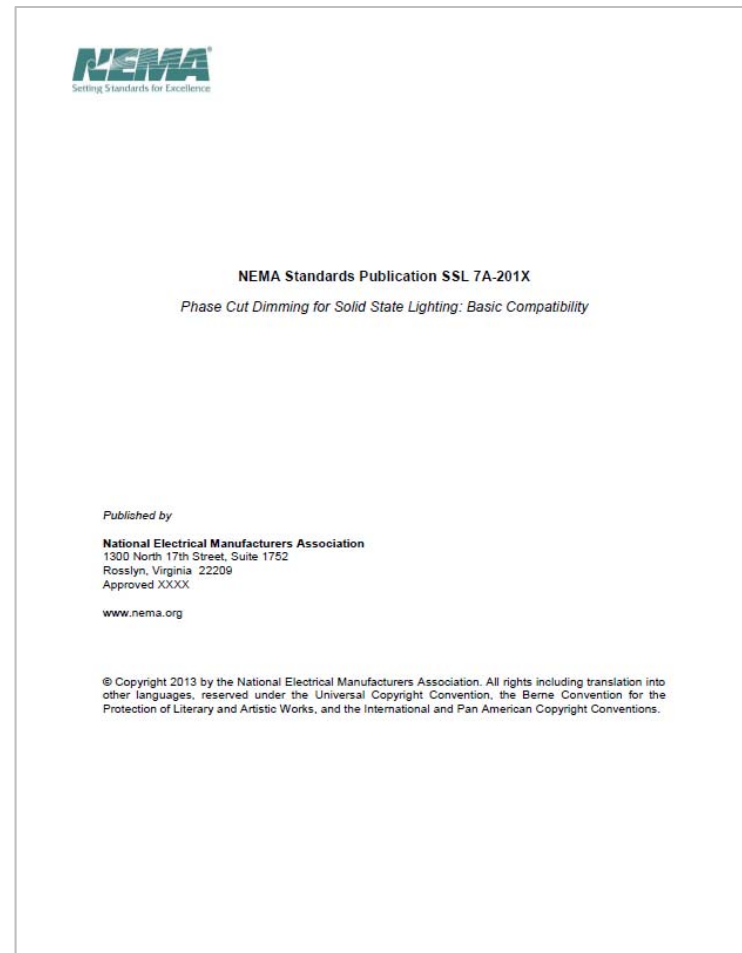 NEMA
Setting Standards for Excellence
NEMA Standards Publication SSL 7A-201X
Phase Cut Dimming for Solid State Lighting: Basic Compatibility
Published by
National Electrical Manufacturers Association
1300 North 17th Street, Suite 1752
Rosslyn, Virginia 22209
Approved XXXX
www.nema.org
© Copyright 2013 by the National Electrical Manufacturers Association. All rights including translation into
other languages, reserved under the Universal Copyright Convention, the Berne Convention for the
Protection of Literary and Artistic Works, and the International and Pan American Copyright Conventions.